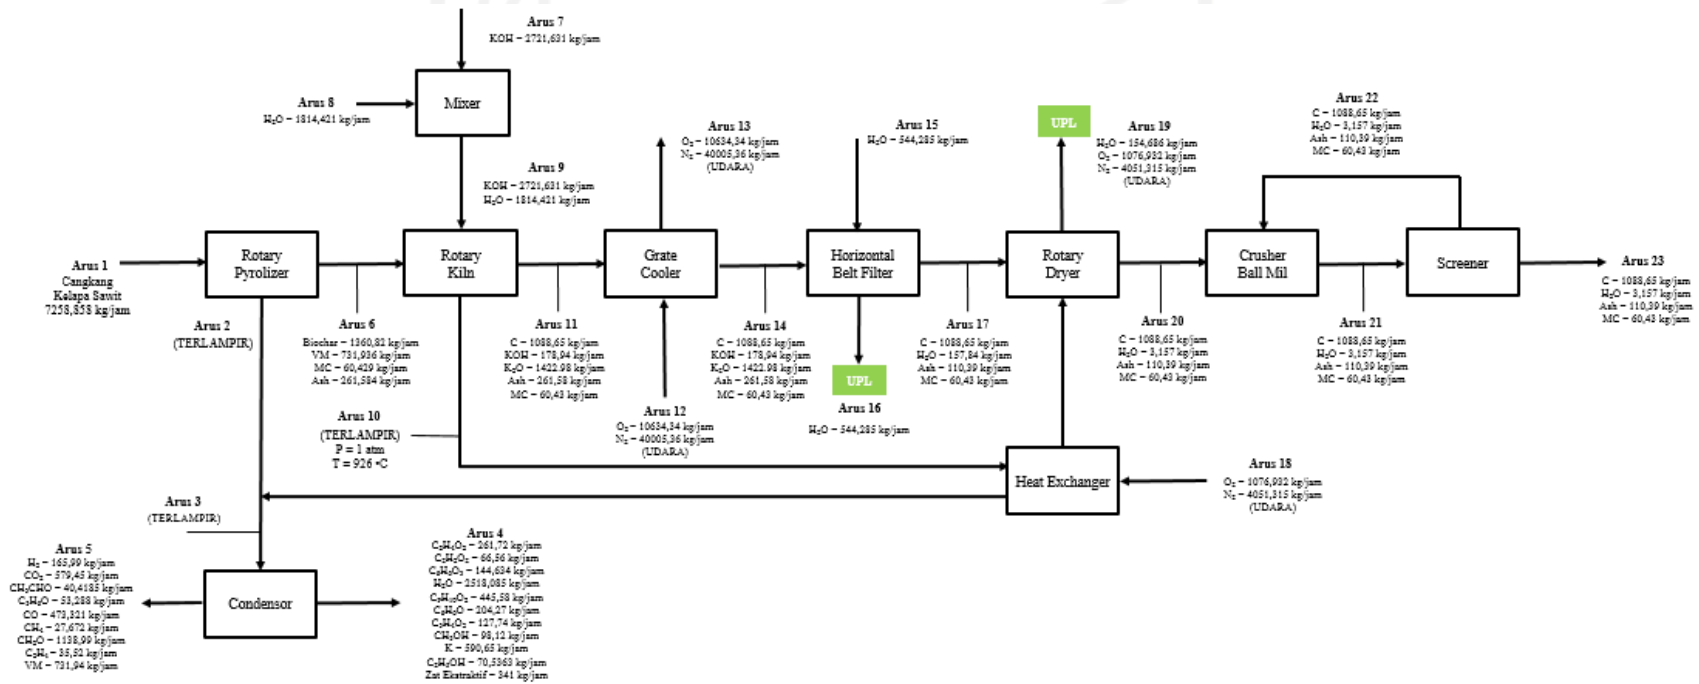 Arus 7
KOH = 2721,631 kg/jam
Mixer
Arus 8
H₂O = 1814,421 kg/jam
Arus 9
KOH = 2721,631 kg/jam
H₂O = 1814,421 kg/jam
Arus 13
O₂ = 10634,34 kg/jam
N₂ = 40005,36 kg/jam
(UDARA)
Arus 15
H₂O = 544,285 kg/jam
UPL
Arus 19
H₂O = 154,686 kg/jam
O₂ = 1076,932 kg/jam
N₂ = 4051,315 kg/jam
(UDARA)
Arus 22
C = 1088,65 kg/jam
H₂O = 3,157 kg/jam
Ash = 110,39 kg/jam
MC = 60,43 kg/jam
Arus 1
Cangkang
Kelapa Sawit
7258,858 kg/jam
Rotary
Pyrolizer
Rotary
Kiln
Grate
Cooler
Horizontal
Belt Filter
Rotary
Dryer
Crusher
Ball Mil
Screener
Arus 23
C = 1088,65 kg/jam
H₂O = 3,157 kg/jam
Ash = 110,39 kg/jam
MC = 60,43 kg/jam
Arus 2
(TERLAMPIR)
Arus 6
Biochar = 1360,82 kg/jam
VM = 731,936 kg/jam
MC = 60,429 kg/jam
Ash = 261,584 kg/jam
Arus 11
C = 1088,65 kg/jam
KOH = 178,94 kg/jam
K₂O = 1422.98 kg/jam
Ash = 261,58 kg/jam
MC = 60,43 kg/jam
Arus 14
C = 1088,65 kg/jam
KOH = 178,94 kg/jam
K₂O = 1422.98 kg/jam
Ash = 261,58 kg/jam
MC = 60,43 kg/jam
Arus 17
C = 1088,65 kg/jam
H₂O = 157,84 kg/jam
Ash = 110,39 kg/jam
MC = 60,43 kg/jam
Arus 20
C = 1088,65 kg/jam
H₂O = 3,157 kg/jam
Ash = 110,39 kg/jam
MC = 60,43 kg/jam
Arus 21
C = 1088,65 kg/jam
H₂O = 3,157 kg/jam
Ash = 110,39 kg/jam
MC = 60,43 kg/jam
UPL
Arus 16
H₂O = 544,285 kg/jam
Arus 10
(TERLAMPIR)
P = 1 atm
T = 926 °C
Arus 12
O₂ = 10634,34 kg/jam
N₂ = 40005,36 kg/jam
(UDARA)
Heat Exchanger
Arus 18
O₂ = 1076,932 kg/jam
N₂ = 4051,315 kg/jam
(UDARA)
Arus 3
(TERLAMPIR)
Arus 5
H₂ = 165,99 kg/jam
CO₂ = 579,45 kg/jam
CH₃CHO = 40,4185 kg/jam
= 53,288 kg/jam
CO = 473,321 kg/jam
CH₄ = 27,672 kg/jam
CH₂O = 1138,99 kg/jam
= 35,52 kg/jam
VM = 731,94 kg/jam
Condensor
Arus 4
= 261,72 kg/jam
= 66,56 kg/jam
= 144,634 kg/jam
H₂O = 2518,085 kg/jam
= 445,58 kg/jam
= 204,27 kg/jam
= 127,74 kg/jam
CH₃OH = 98,12 kg/jam
K = 590,65 kg/jam
C₂H₅OH = 70,5363 kg/jam
Zat Ekstraktif = 341 kg/jam